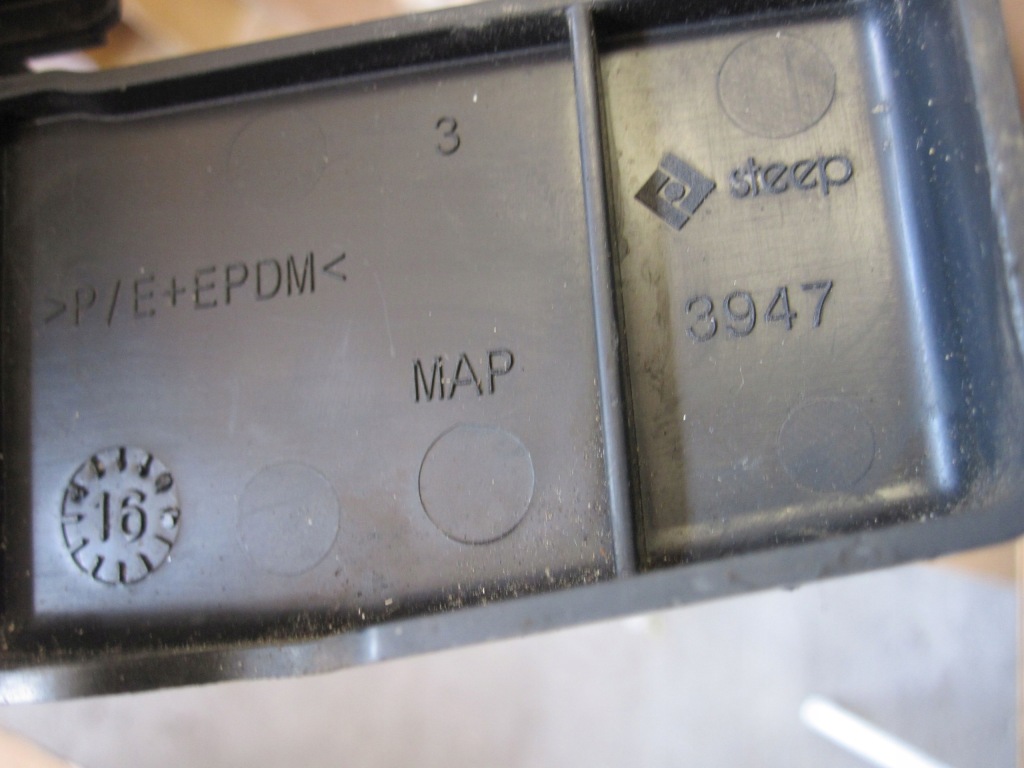 3
steep
>P/E+EPDM<
3947
MAP
16